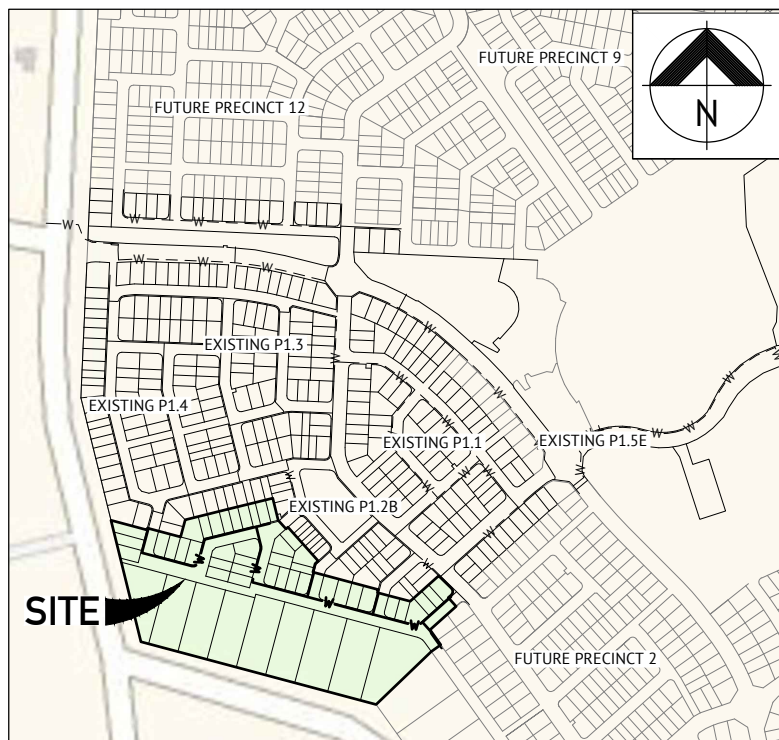 FUTURE PRECINCT 9
FUTURE PRECINCT 12
N
W
W
W
W
W
W
W
W
EXISTING P1.3
W
W
W
EXISTING P1.4
EXISTING P1.1
EXISTING P1.5E
W
W
W
W
W
W
W
W
EXISTING P1.2B
W
W
W
W
W
SITE
W
W
FUTURE PRECINCT 2